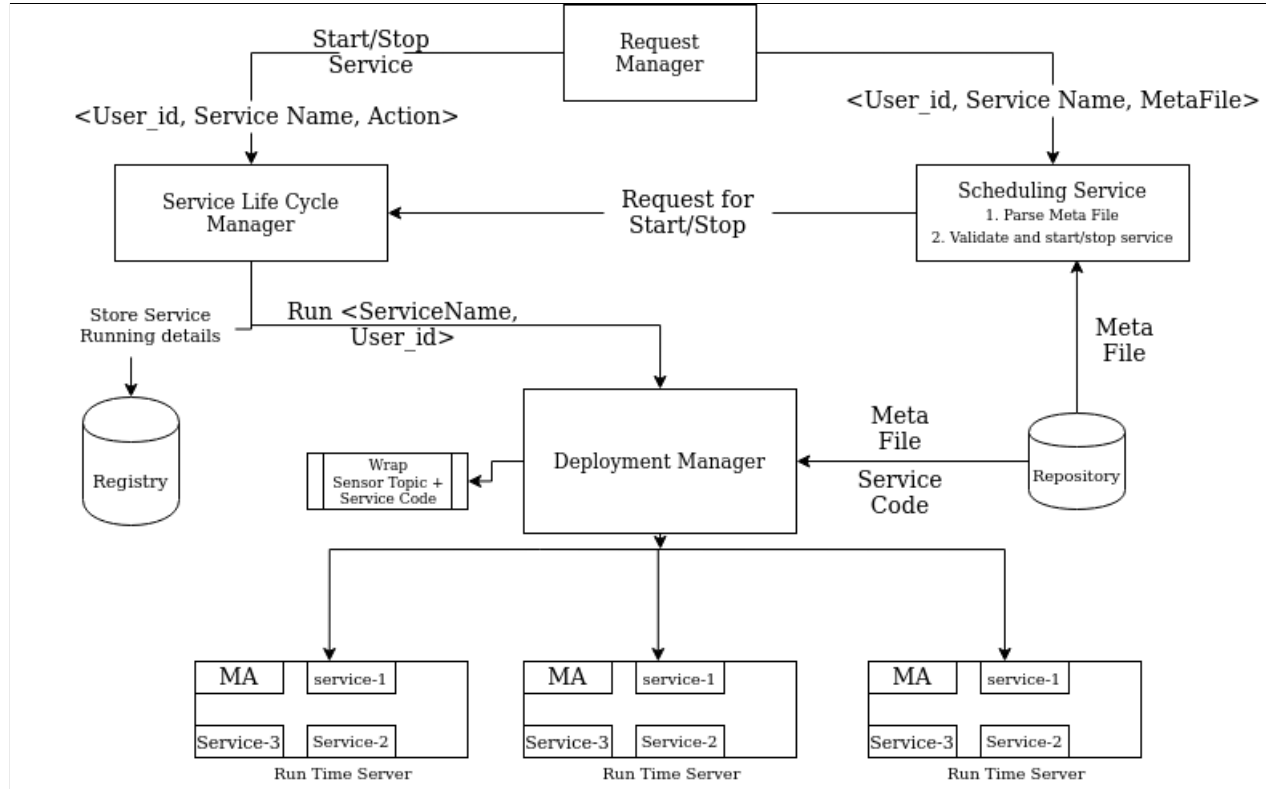 Start/Stop
Service
Request
Manager
<User_id, Service Name, Action>
<User_id, Service Name, MetaFile>
Service Life Cycle
Manager
Request for
Start/Stop
Scheduling Service
1. Parse Meta File
2. Validate and start/stop service
Store Service
Running details
Run <ServiceName,
User_id>
Meta
File
Registry
Wrap
Sensor Topic +
Service Code
Deployment Manager
Meta
File
Service
Code
Repository
MA
service-1
Service-3
Service-2
Run Time Server
MA
service-1
Service-3
Service-2
Run Time Server
MA
service-1
Service-3
Service-2
Run Time Server